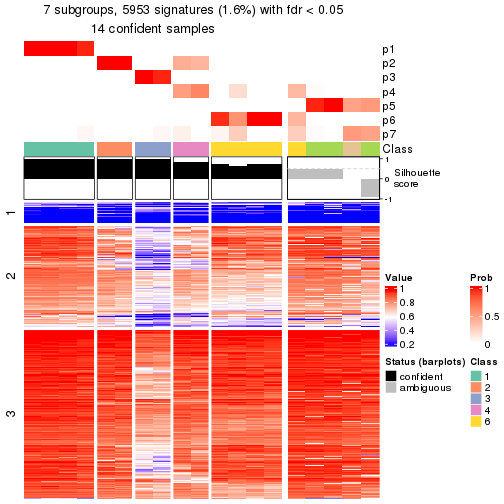 7 subgroups, 5953 signatures (1.6%) with fdr < 0.05
14 confident samples
p1
p2
p3
p4
p5
p6
p7
Class
1
0
-1
Silhouette
score
1
2
3
Value
1
0.8
0.6
0.4
0.2
Prob
1
0.5
0
Status (barplots)
confident
ambiguous
Class
1
2
3
4
6